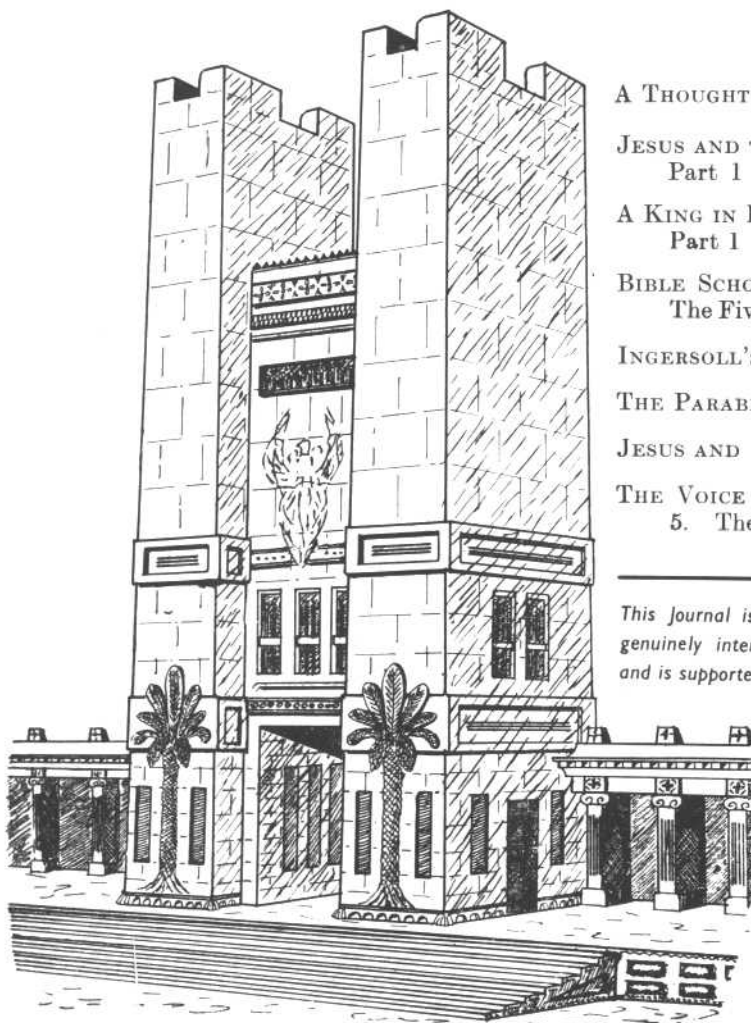 A THOUGHT
JESUS AND
Part 1
A KING IN
Part 1
BIBLE SCHO
The Fiv
INGERSOLL'S
THE PARAB
JESUS AND
THE VOICE
5. The
This Journal is
genuinely inter
and is supporte